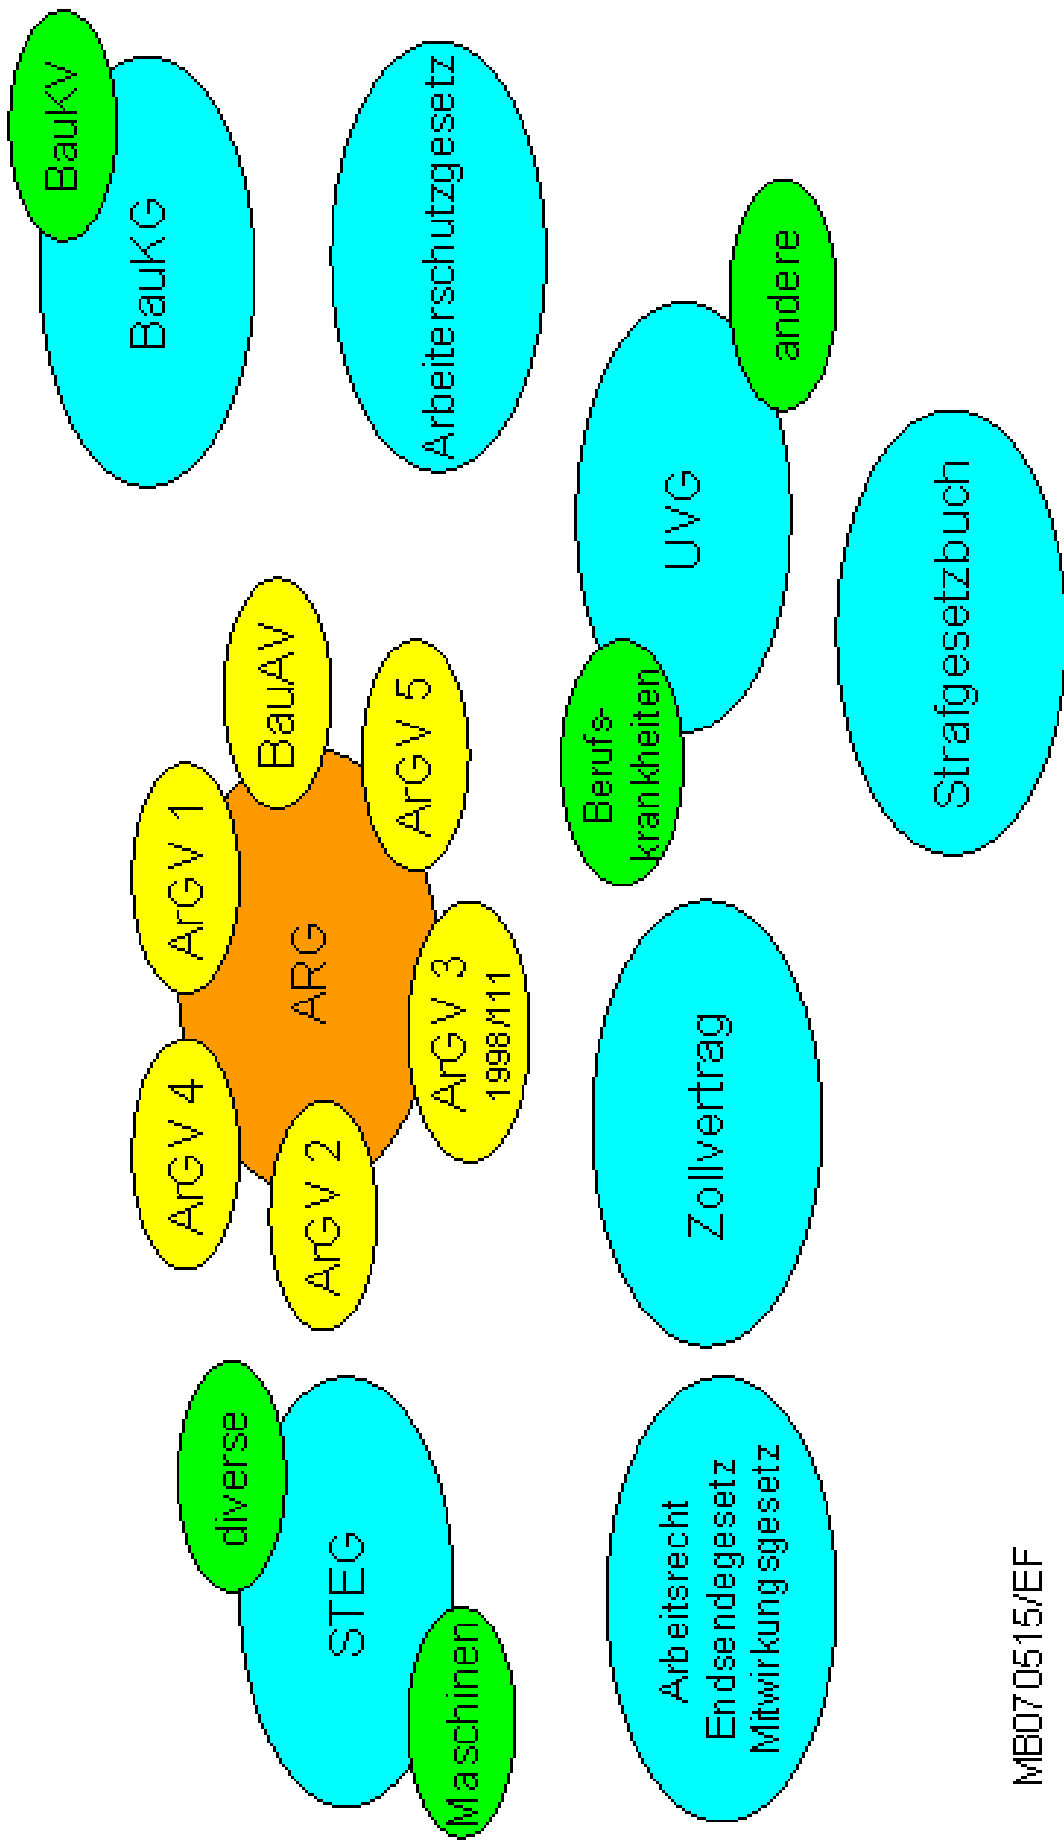 diverse
STEG
Maschinen
ArGV 4
ArGV 1
BauAV
ArGV 2
ARG
ArGV 5
ArGV 3
1998/111
BauKV
BauKG
Arbeiterschutzgesetz
Arbeitsrecht
Endsendegesetz
Mitwirkungsgesetz
Zollvertrag
Berufs-
krankheiten
UVG
andere
Strafgesetzbuch
MB070515/EF